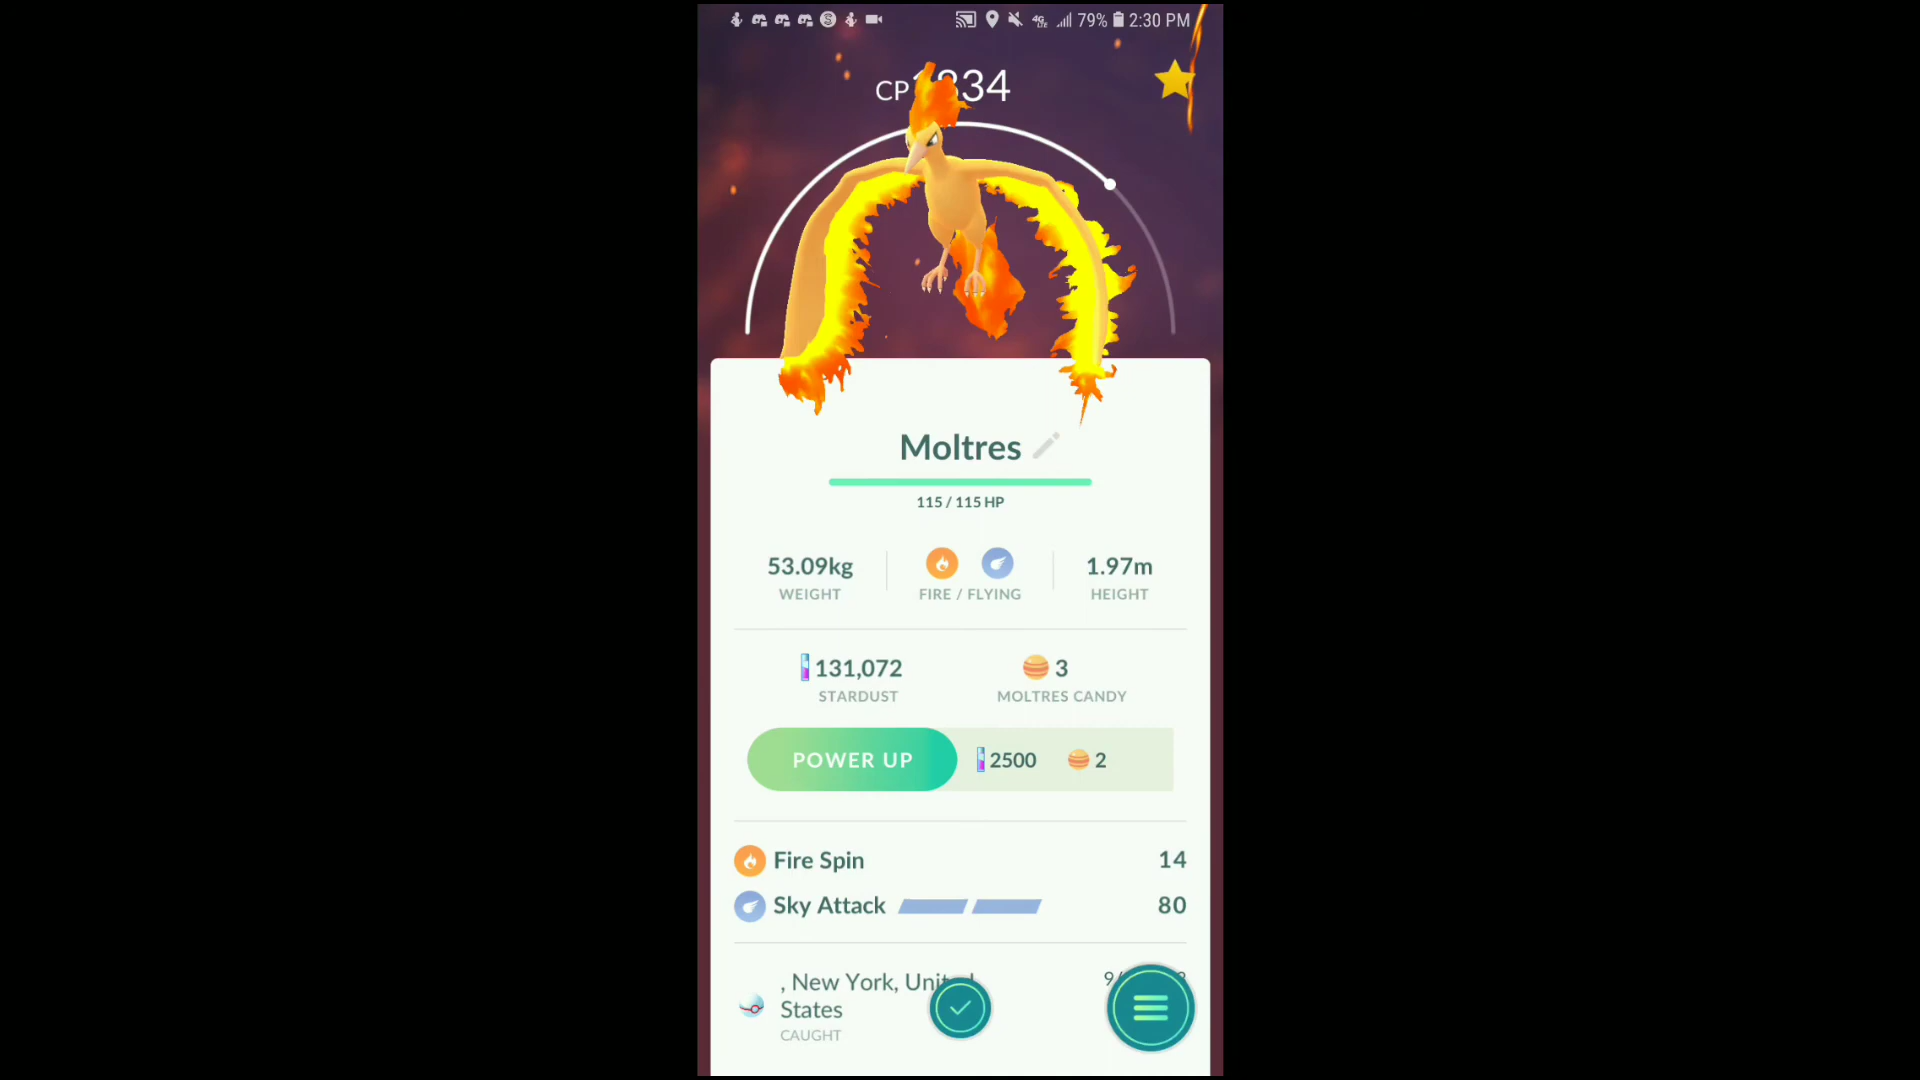 79% 2:30 PM
CP 834
Moltres
115 / 115 HP
53.09kg
WEIGHT
FIRE / FLYING
1.97m
HEIGHT
131,072
STARDUST
3
MOLTRES CANDY
POWER UP 2500 2
Fire Spin 14
Sky Attack 80
, New York,
States
CAUGHT